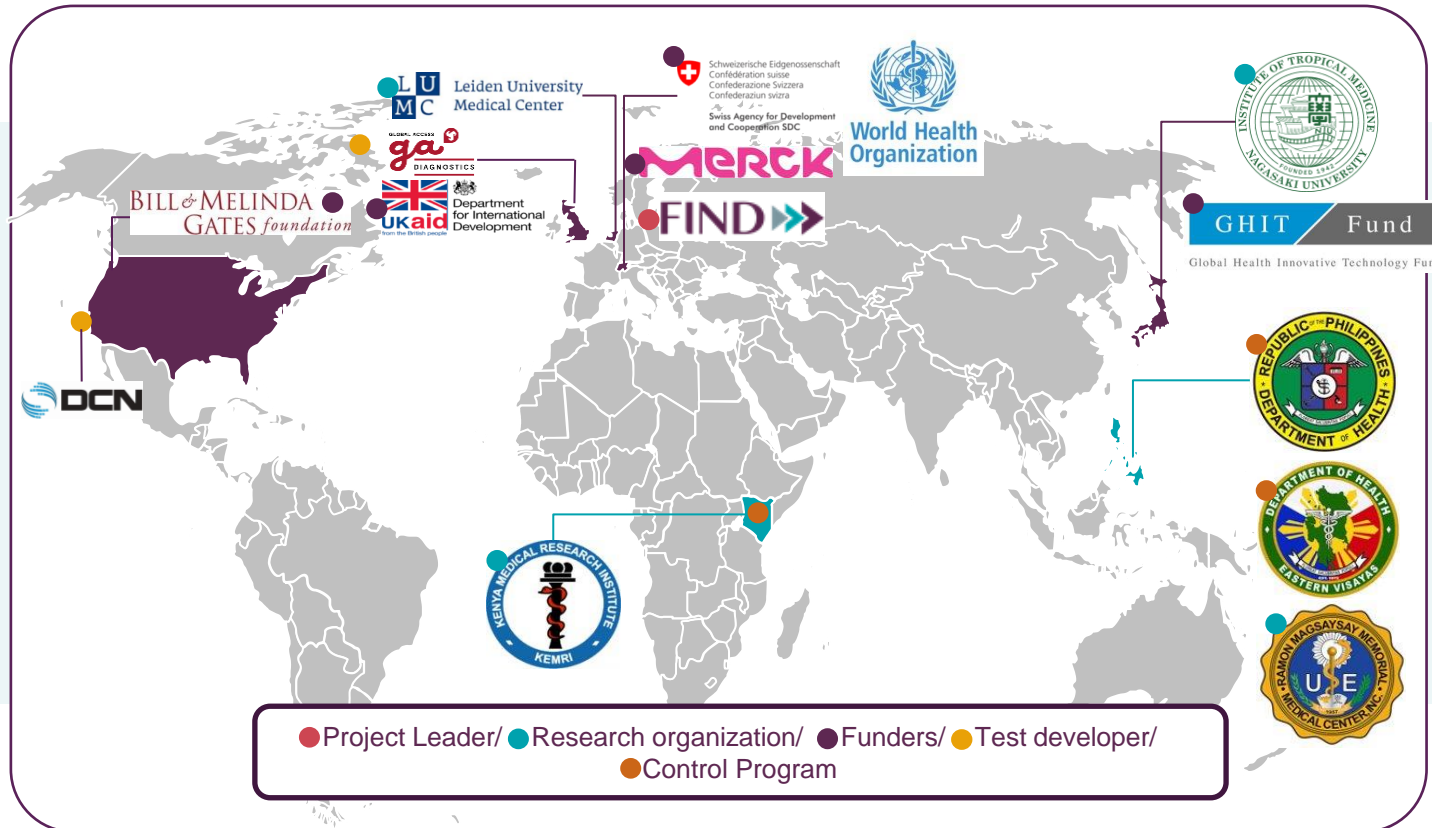 L U
M C
Leiden University
Medical Center
GLOBAL ACCESS
ga
DIAGNOSTICS
BILL & MELINDA
GATES foundation
UKaid
from the British people
Department
for International
Development
Schweizerische Eidgenossenschaft
Confédération suisse
Confederazione Svizzera
Confederaziun svizra
Swiss Agency for Development
and Cooperation SDC
World Health
Organization
MERCK
FIND
INSTITUTE OF TROPICAL MEDICINE
NAGASAKI UNIVERSITY
FOUNDED 1942
GHIT Fund
Global Health Innovative Technology Fun
DCN
REPUBLIC OF THE PHILIPPINES
DEPARTMENT OF HEALTH
DEPARTMENT OF HEALTH
EASTERN VISAYAS
KENYA MEDICAL RESEARCH INSTITUTE
KEMRI
RAMON MAGSAYSAY MEMORIAL
MEDICAL CENTER INC.
U E
1957
Project Leader/ Research organization/ Funders/ Test developer/
Control Program